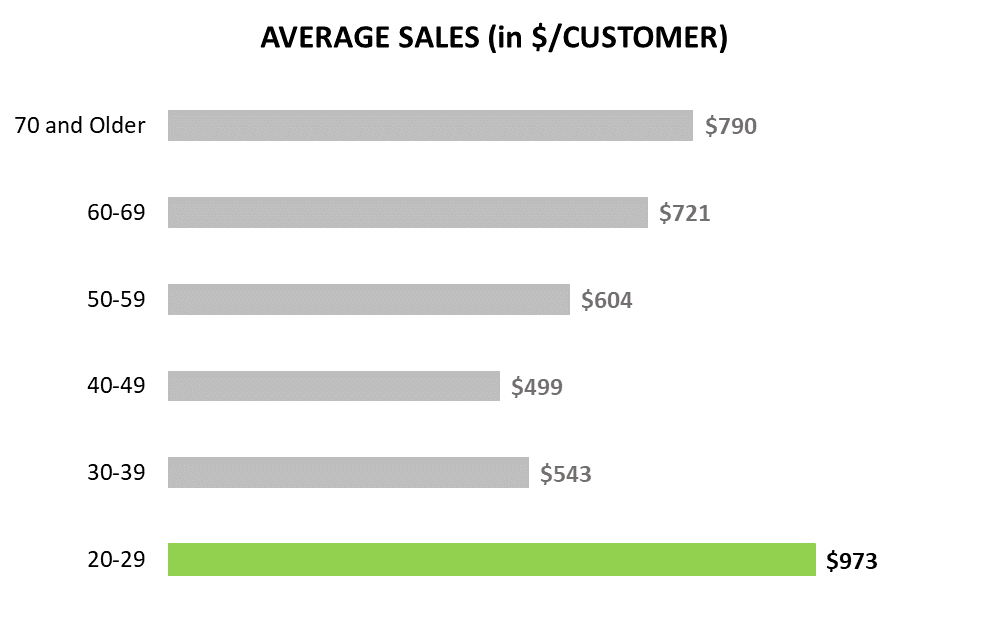 AVERAGE SALES (in $/CUSTOMER)
70 and Older $790
60-69 $721
50-59 $604
40-49 $499
30-39 $543
20-29 $973